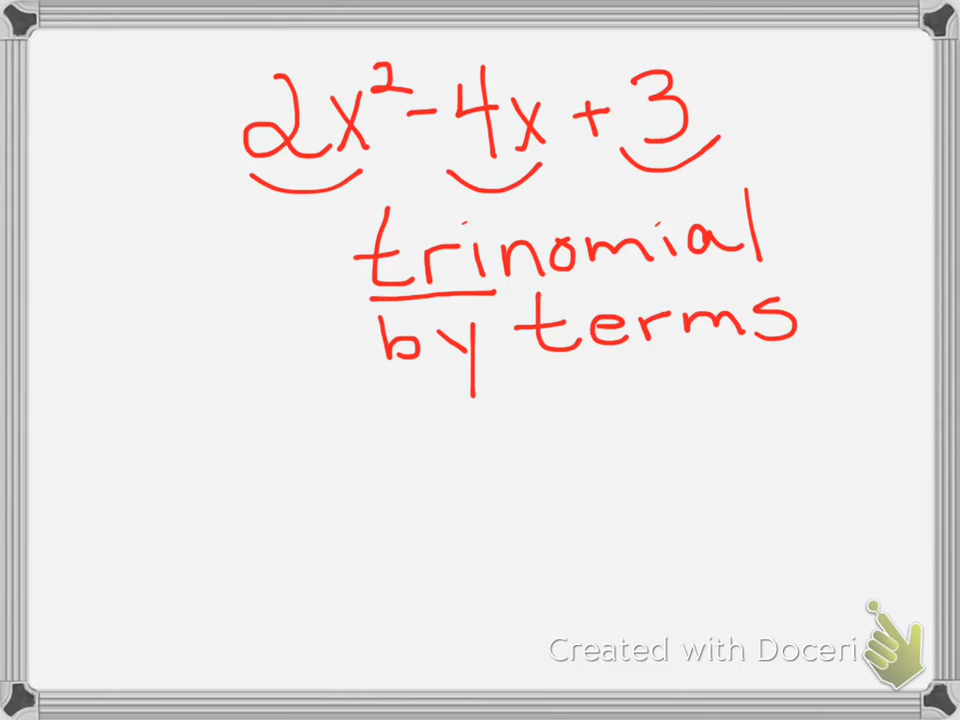 2x² - 4x + 3
trinomial
by terms
Created with Doceri